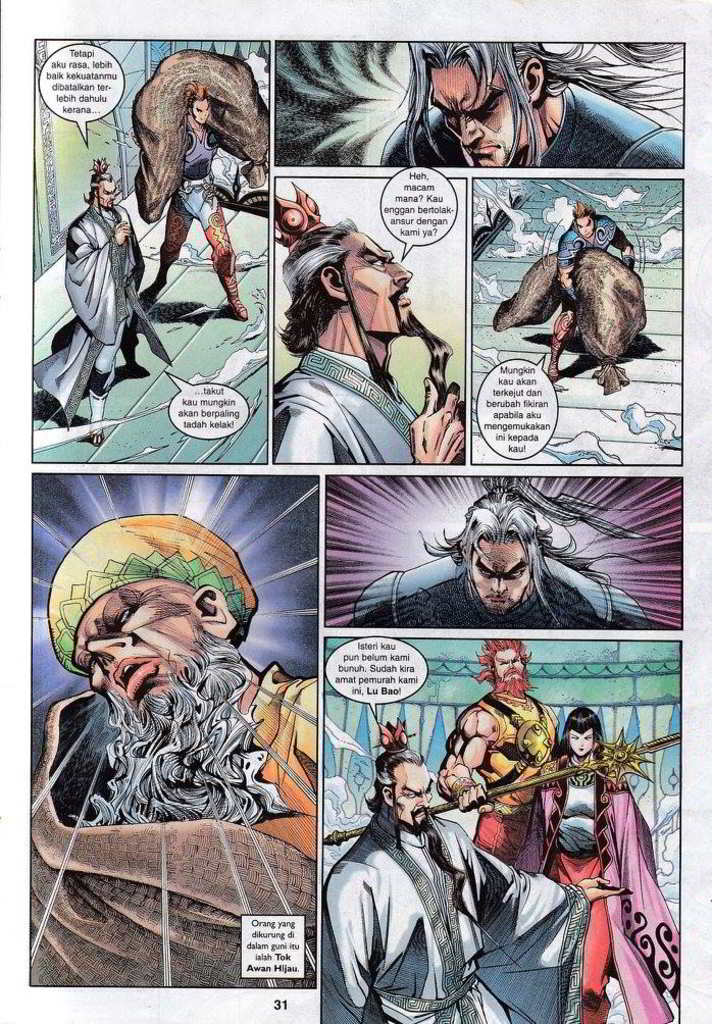 Tetapi
aku rasa, lebih
baik kekuatanmu
dibatalkan ter-
lebih dahulu
kerana...
...takut
kau mungkin
akan berpaling
tadah kelak!
Heh,
macam
mana? Kau
enggan bertolak-
ansur dengan
kami ya?
Mungkin
kau akan
terkejut dan
berubah fikiran
apabila aku
mengemukakan
ini kepada
kau!
Orang yang
dikurung di
dalam guni itu
ialah Tok
Awan Hijau.
Isteri kau
pun belum kami
bunuh. Sudah kira
amat pemurah kami
ini, Lu Bao!
31